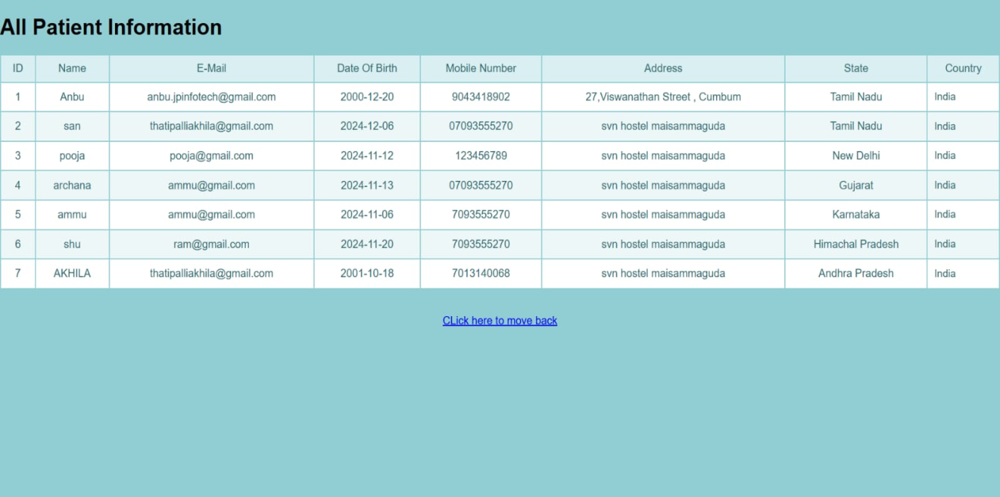 All Patient Information
ID Name E-Mail Date Of Birth Mobile Number Address State Country
1 Anbu anbu.jpinfotech@gmail.com 2000-12-20 9043418902 27,Viswanathan Street , Cumbum Tamil Nadu India
2 san thatipalliakhila@gmail.com 2024-12-06 07093555270 svn hostel maisammaguda Tamil Nadu India
3 pooja pooja@gmail.com 2024-11-12 123456789 svn hostel maisammaguda New Delhi India
4 archana ammu@gmail.com 2024-11-13 07093555270 svn hostel maisammaguda Gujarat India
5 ammu ammu@gmail.com 2024-11-06 7093555270 svn hostel maisammaguda Karnataka India
6 shu ram@gmail.com 2024-11-20 7093555270 svn hostel maisammaguda Himachal Pradesh India
7 AKHILA thatipalliakhila@gmail.com 2001-10-18 7013140068 svn hostel maisammaguda Andhra Pradesh India
CLick here to move back